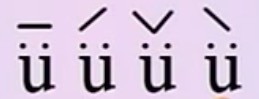 ǖ ǘ ǚ ǜ